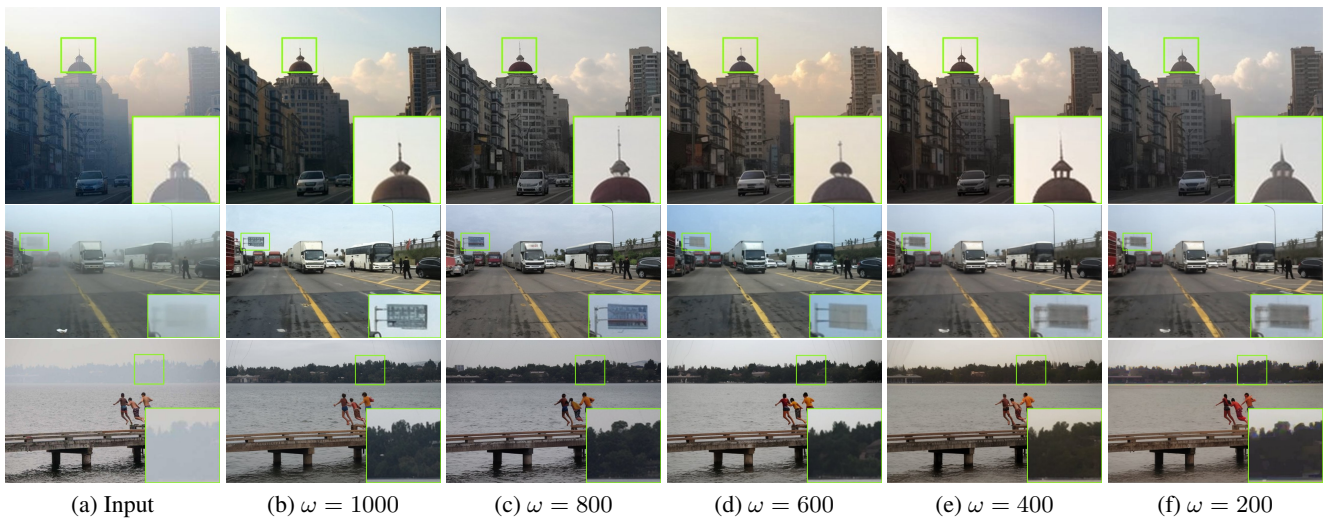 (a) Input (b) ω = 1000 (c) ω = 800 (d) ω = 600 (e) ω = 400 (f) ω = 200